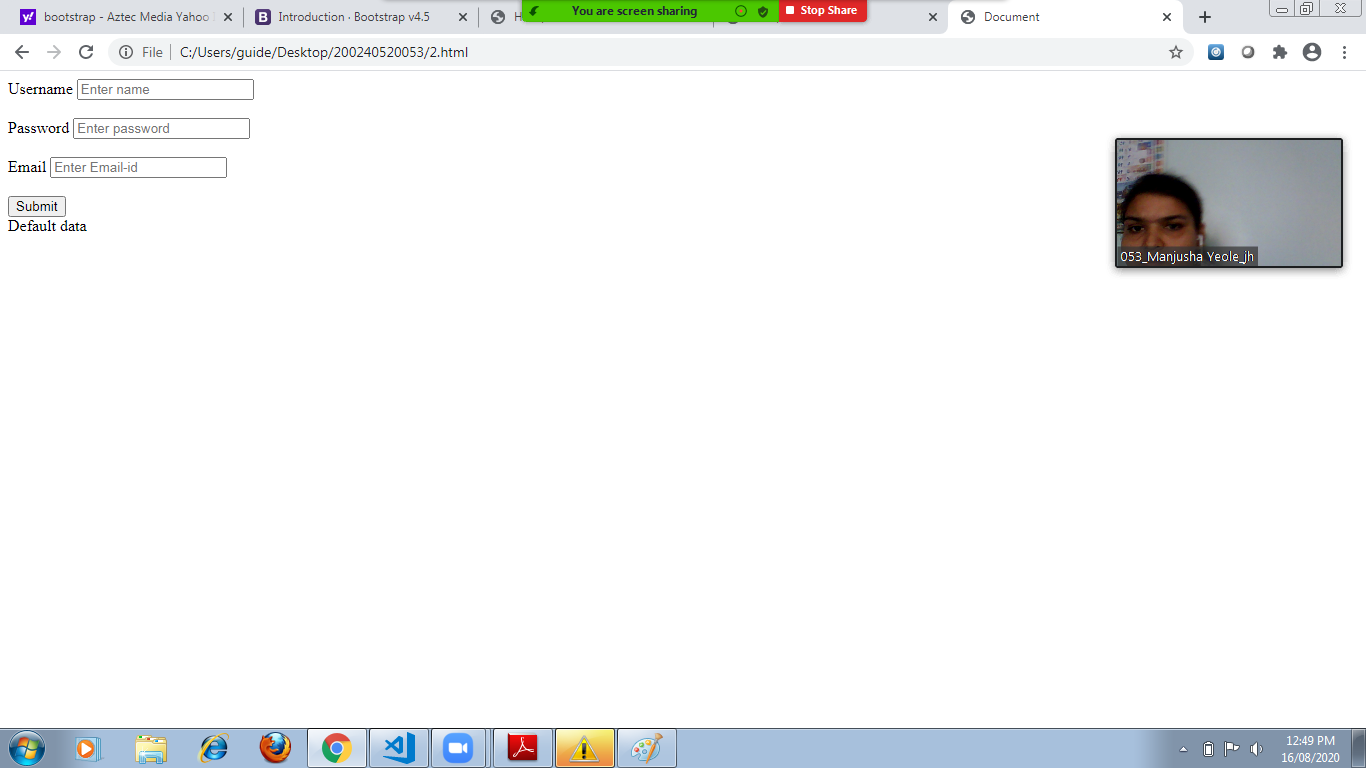 bootstrap - Aztec Media Yahoo
Introduction · Bootstrap v4.5
You are screen sharing
Stop Share
Document
File
C:/Users/guide/Desktop/200240520053/2.html
Username Enter name
Password Enter password
Email Enter Email-id
Submit
Default data
053_Manjusha Yeole_jh
12:49 PM
16/08/2020